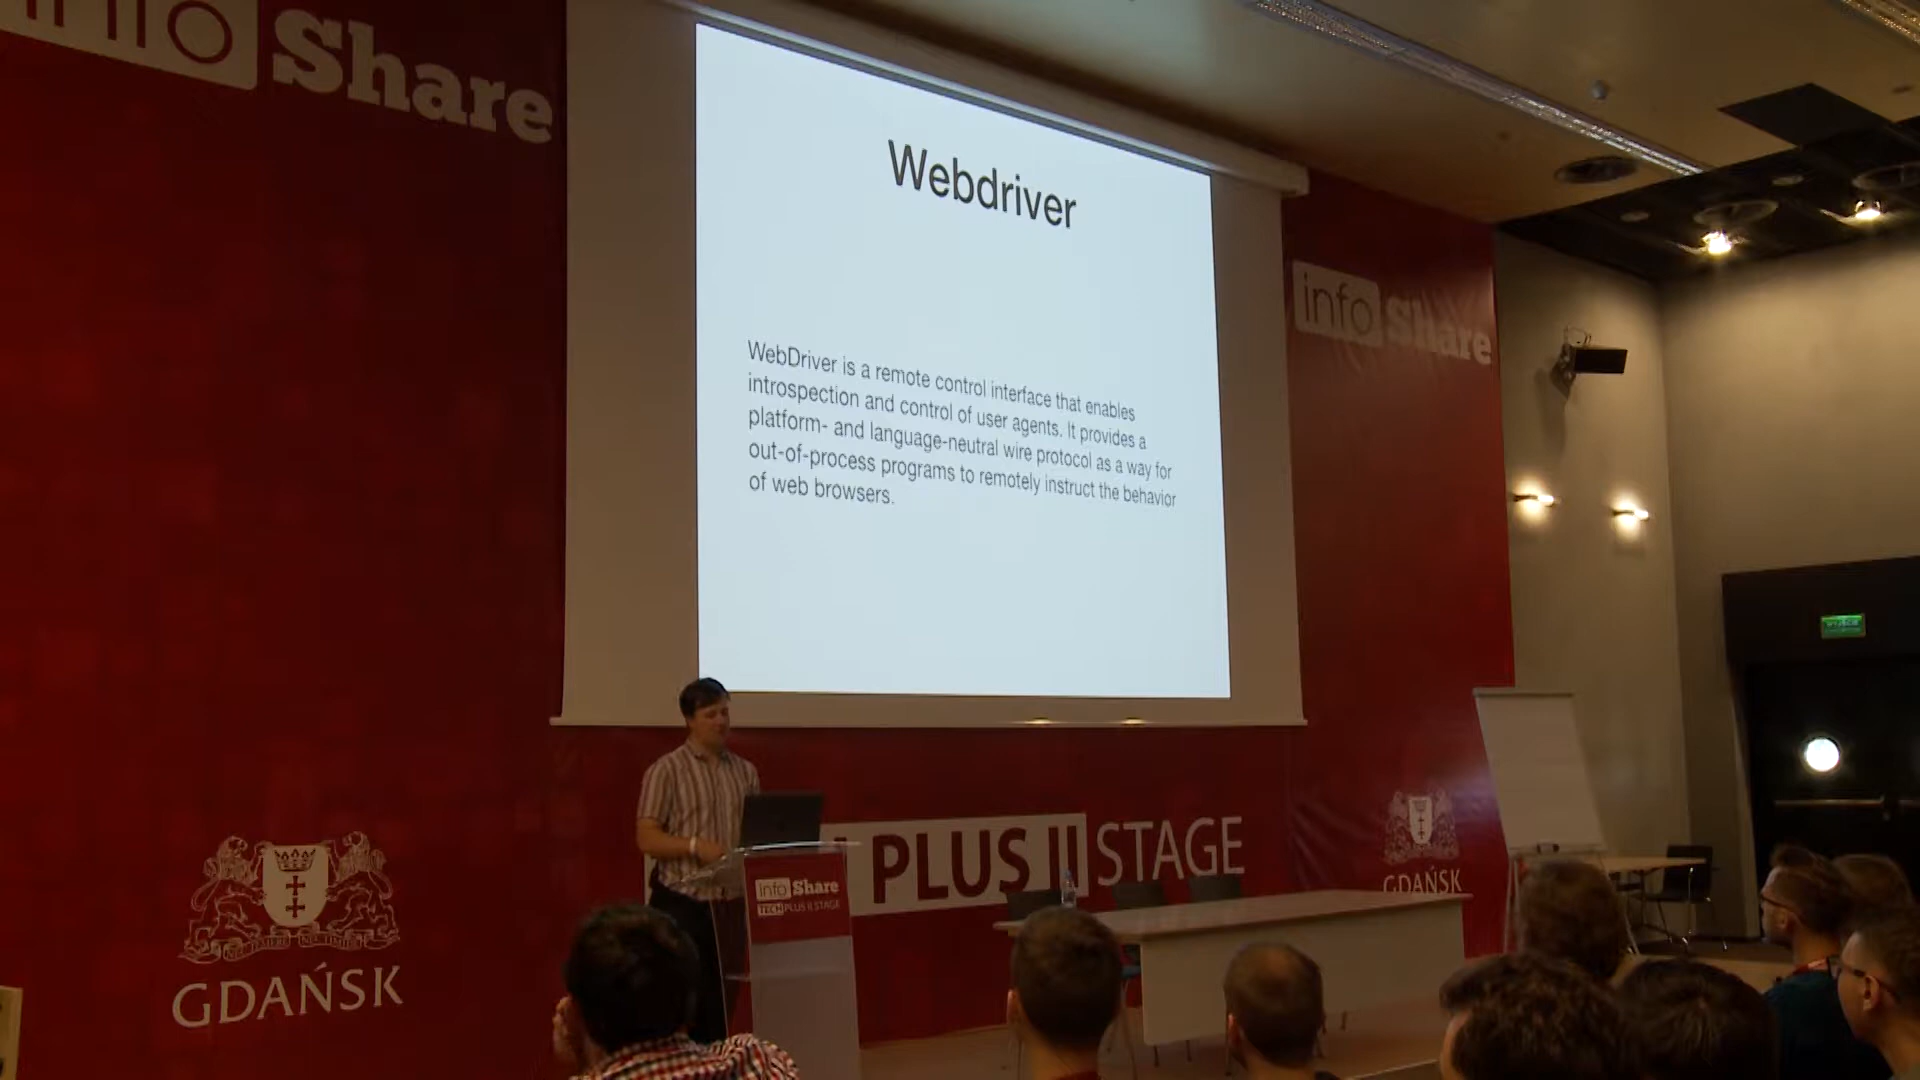 info Share
Webdriver
WebDriver is a remote control interface that enables
introspection and control of user agents. It provides a
platform- and language-neutral wire protocol as a way for
out-of-process programs to remotely instruct the behavior
of web browsers.
info Share
PLUS II STAGE
info Share
TECH PLUS II STAGE
GDAŃSK
GDAŃSK